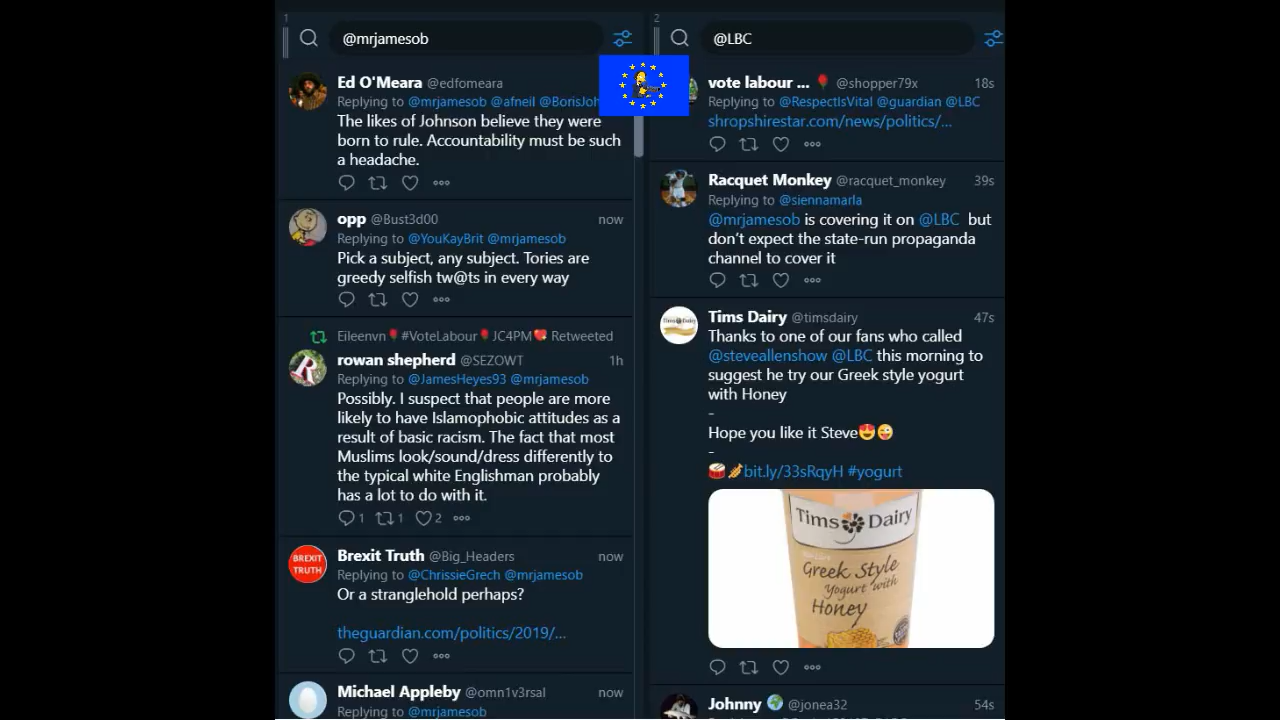 1
@mrjamesob
Ed O'Meara @edfomeara
Replying to @mrjamesob @afneil @BorisJoh
The likes of Johnson believe they were
born to rule. Accountability must be such
a headache.
opp @Bust3d00 now
Replying to @YouKayBrit @mrjamesob
Pick a subject, any subject. Tories are
greedy selfish tw@ts in every way
Eileenvn🌹#VoteLabour🌹JC4PM💖 Retweeted
rowan shepherd @SEZOWT 1h
Replying to @JamesHeyes93 @mrjamesob
Possibly. I suspect that people are more
likely to have Islamophobic attitudes as a
result of basic racism. The fact that most
Muslims look/sound/dress differently to
the typical white Englishman probably
has a lot to do with it.
1 1 2
BREXIT
TRUTH
Brexit Truth @Big_Headers now
Replying to @ChrissieGrech @mrjamesob
Or a stranglehold perhaps?
theguardian.com/politics/2019/...
Michael Appleby @omn1v3rsal now
Replying to @mrjamesob
2
@LBC
vote labour ... 🌹 @shopper79x 18s
Replying to @RespectIsVital @guardian @LBC
shropshirestar.com/news/politics/...
Racquet Monkey @racquet_monkey 39s
Replying to @siennamarla
@mrjamesob is covering it on @LBC but
don't expect the state-run propaganda
channel to cover it
Tims Dairy @timsdairy 47s
Thanks to one of our fans who called
@steveallenshow @LBC this morning to
suggest he try our Greek style yogurt
with Honey
-
Hope you like it Steve😍😜
-
🥁🎺bit.ly/33sRqyH #yogurt
Tims Dairy
Greek Style
Yogurt with
Honey
Johnny 🌍 @jonea32 54s